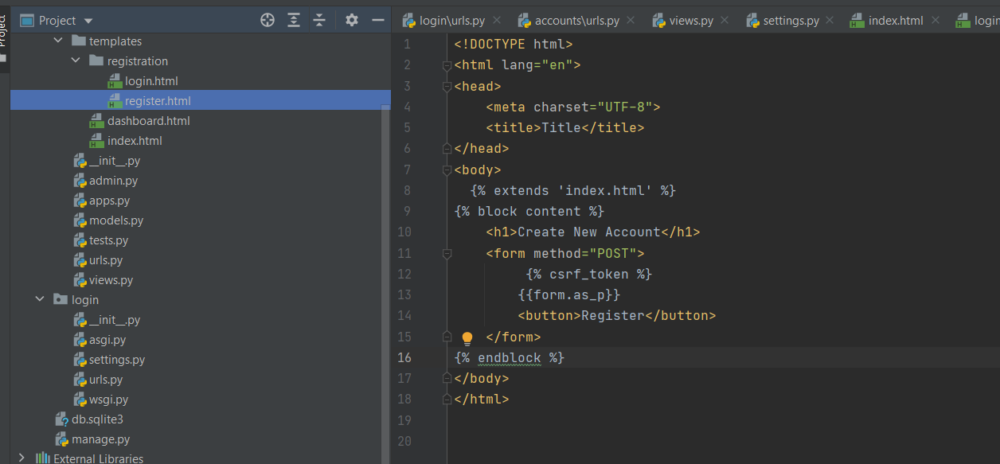 Project
Project
templates
registration
login.html
register.html
dashboard.html
index.html
__init__.py
admin.py
apps.py
models.py
tests.py
urls.py
views.py
login
__init__.py
asgi.py
settings.py
urls.py
wsgi.py
db.sqlite3
manage.py
External Libraries
login\urls.py accounts\urls.py views.py settings.py index.html login
1 <!DOCTYPE html>
2 <html lang="en">
3 <head>
4 <meta charset="UTF-8">
5 <title>Title</title>
6 </head>
7 <body>
8 {% extends 'index.html' %}
9 {% block content %}
10 <h1>Create New Account</h1>
11 <form method="POST">
12 {% csrf_token %}
13 {{form.as_p}}
14 <button>Register</button>
15 </form>
16 {% endblock %}
17 </body>
18 </html>
19
20